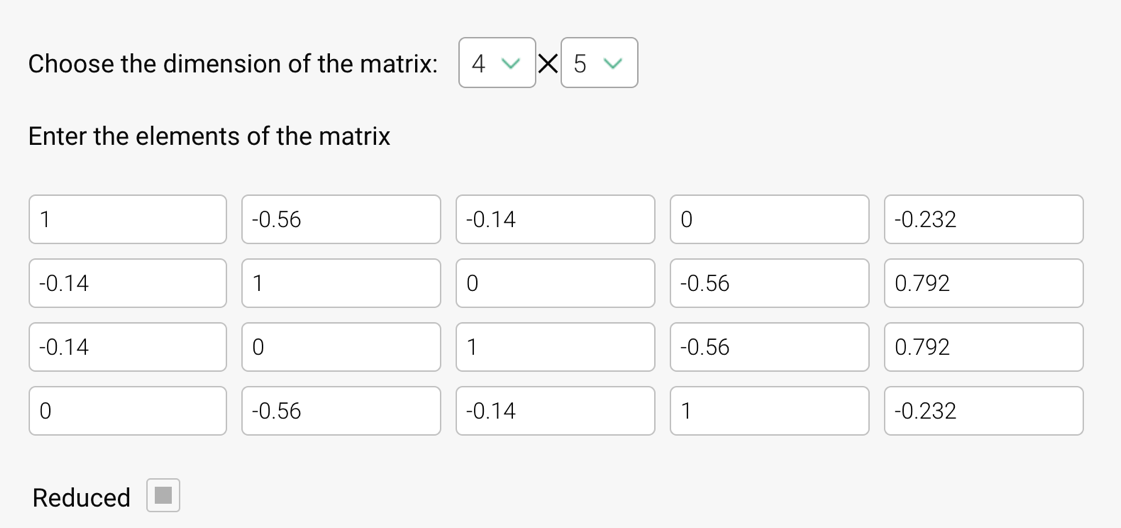 Choose the dimension of the matrix: 4 × 5
Enter the elements of the matrix
1 -0.56 -0.14 0 -0.232
-0.14 1 0 -0.56 0.792
-0.14 0 1 -0.56 0.792
0 -0.56 -0.14 1 -0.232
Reduced